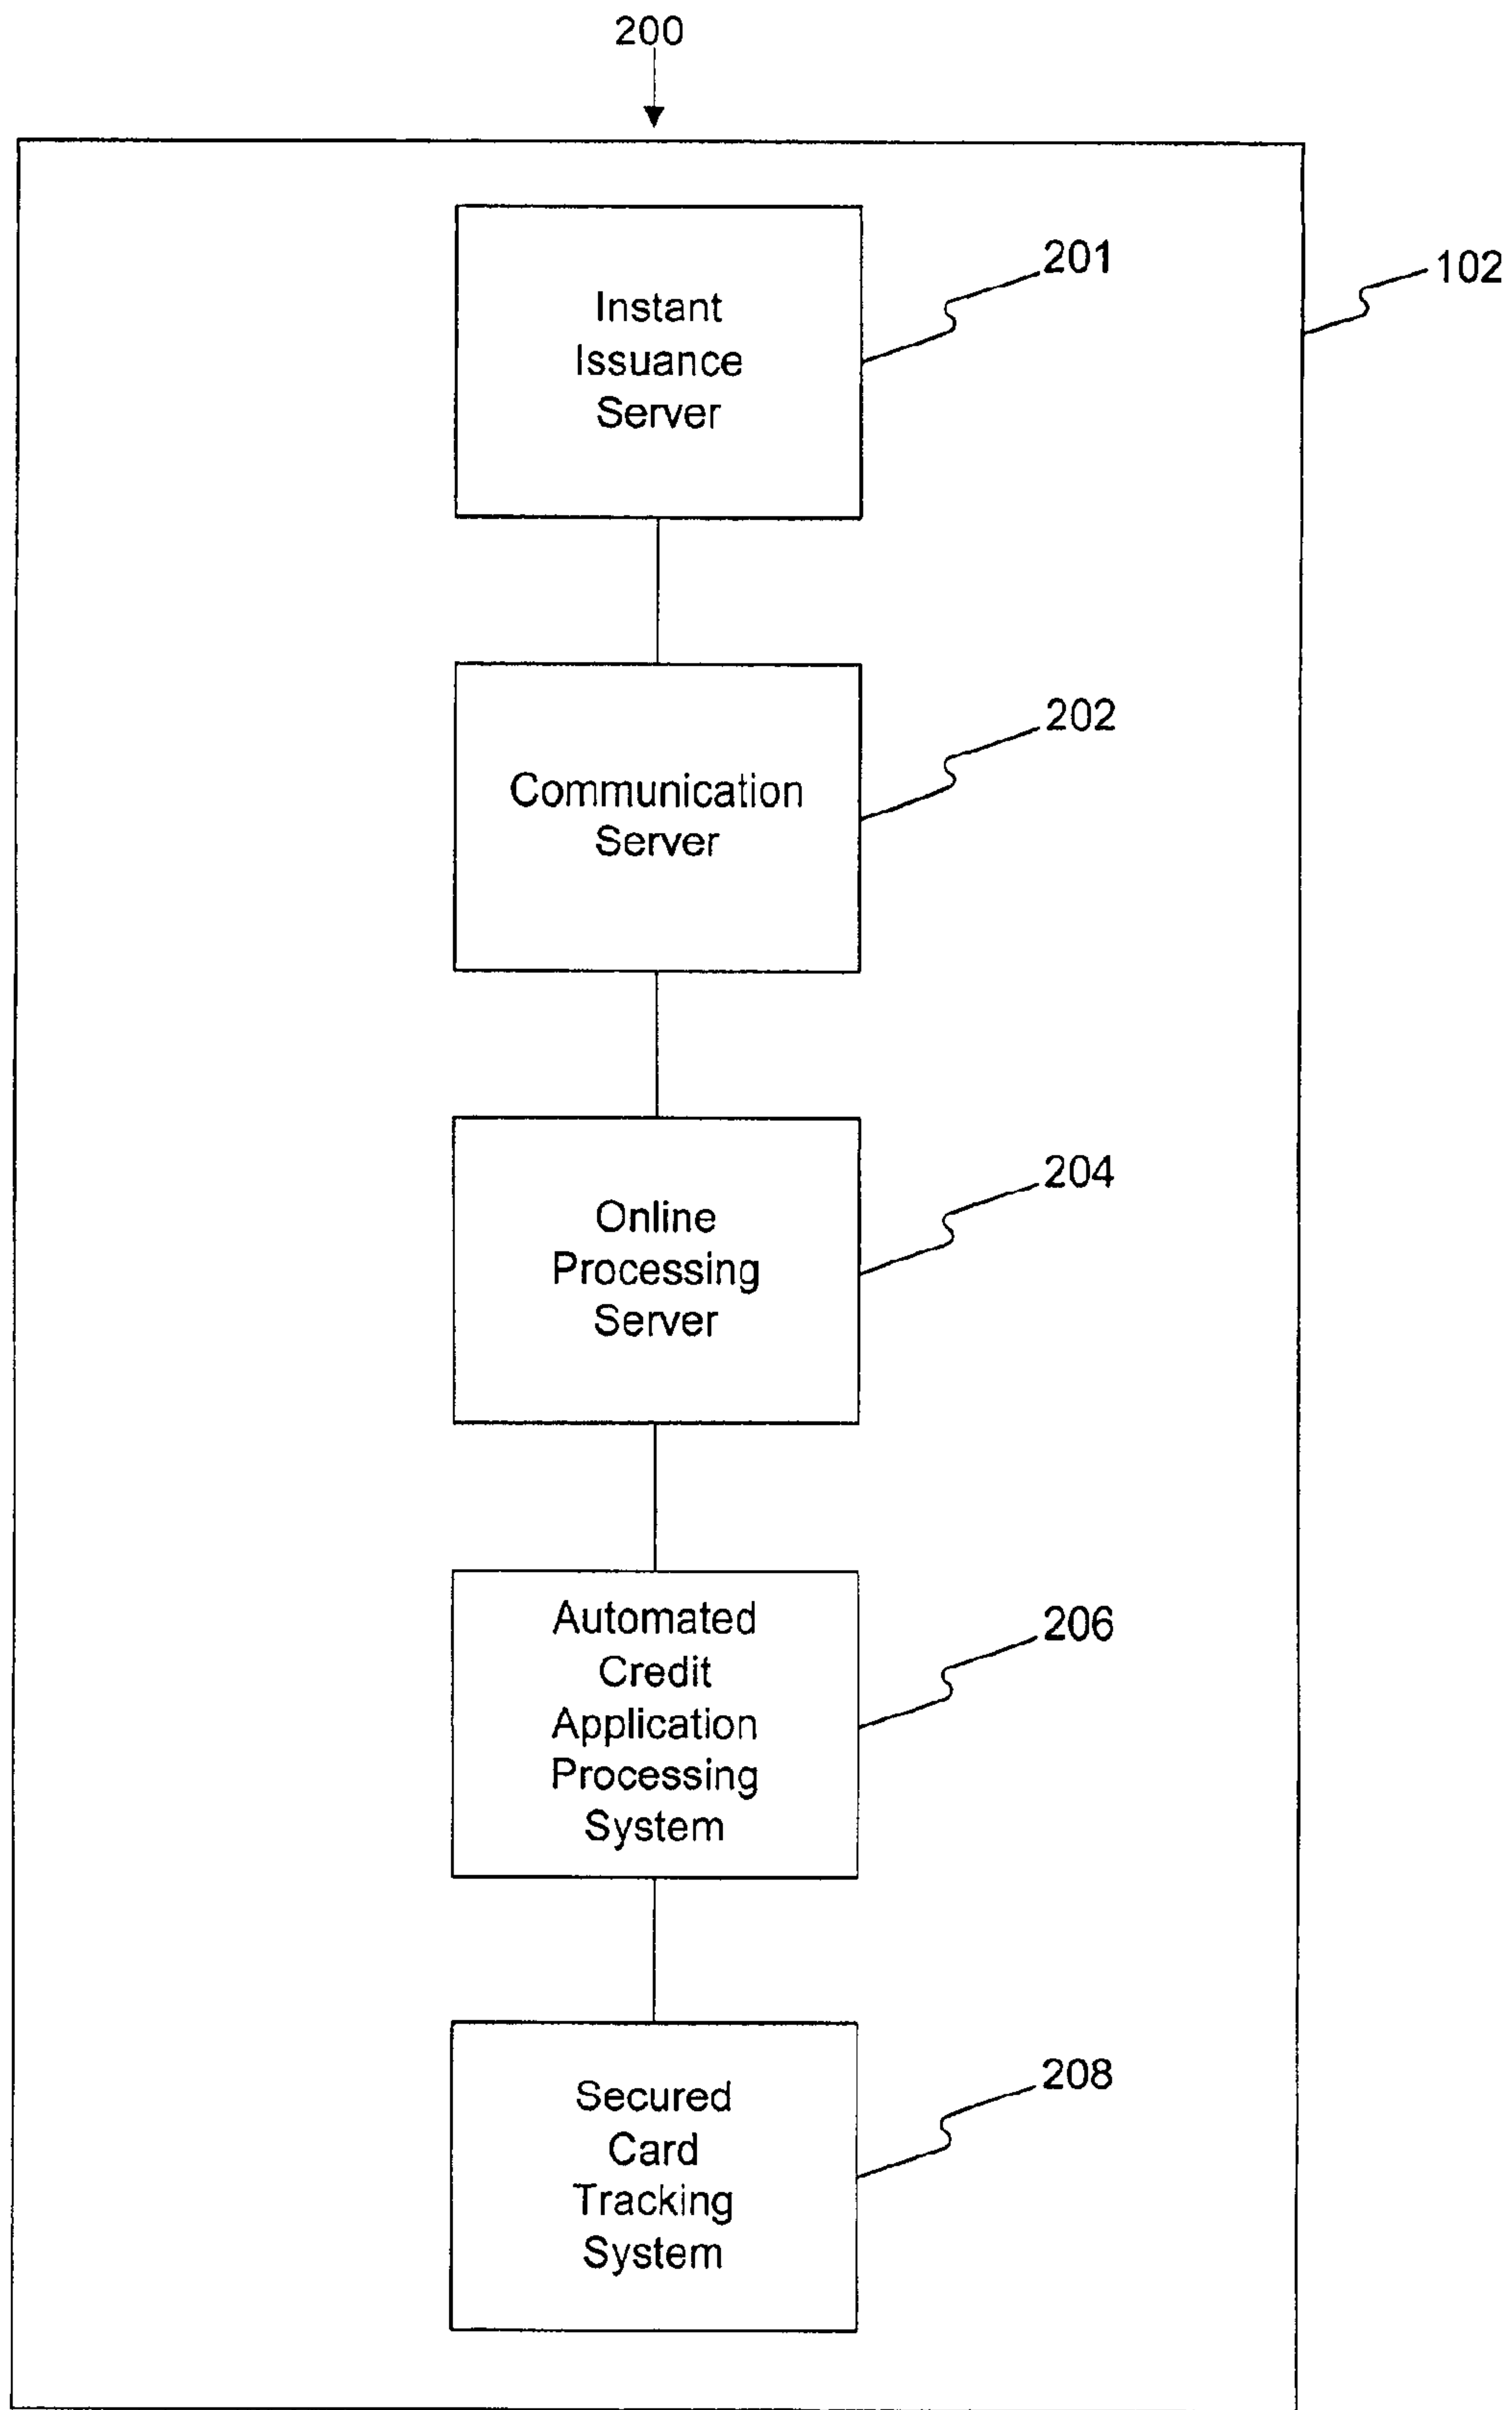 200
Instant
Issuance
Server
201
102
Communication
Server
202
Online
Processing
Server
204
Automated
Credit
Application
Processing
System
206
Secured
Card
Tracking
System
208